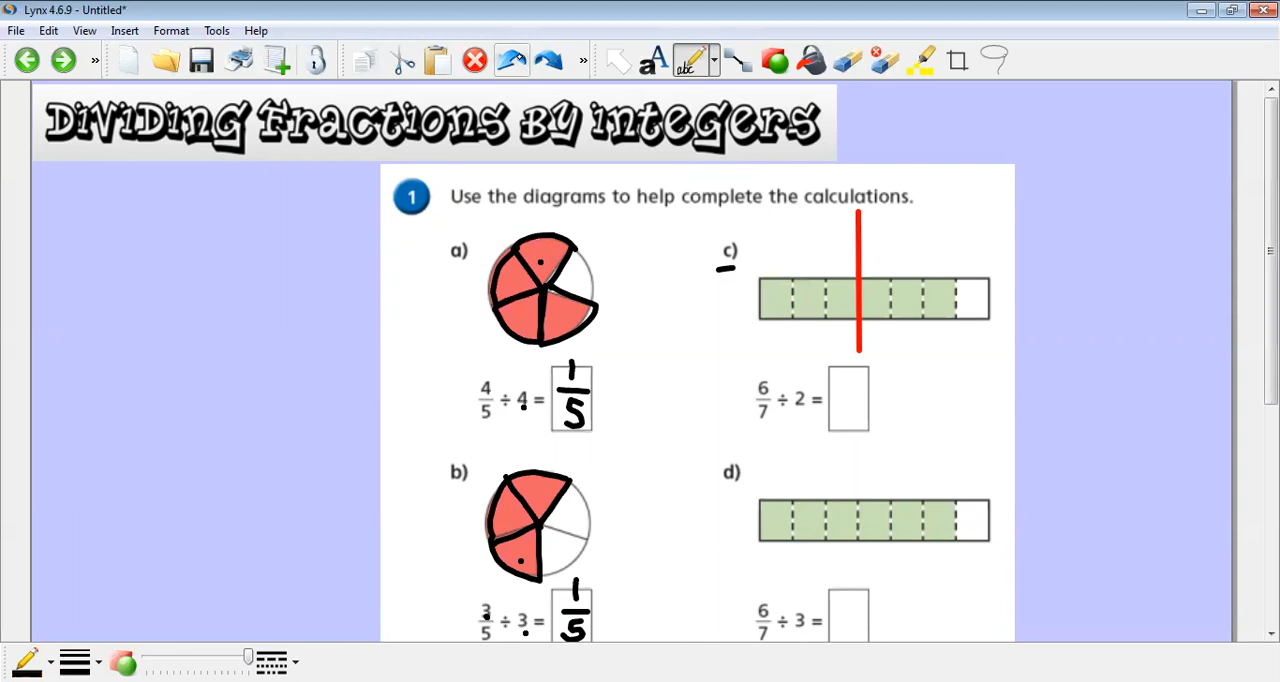 Lynx 4.6.9 - Untitled*
File Edit View Insert Format Tools Help
» A abc »
DiViDing Fractions By integers
1 Use the diagrams to help complete the calculations.
a)
4/5 ÷ 4 = 1/5
b)
3/5 ÷ 3 = 1/5
c)
6/7 ÷ 2 =
d)
6/7 ÷ 3 =